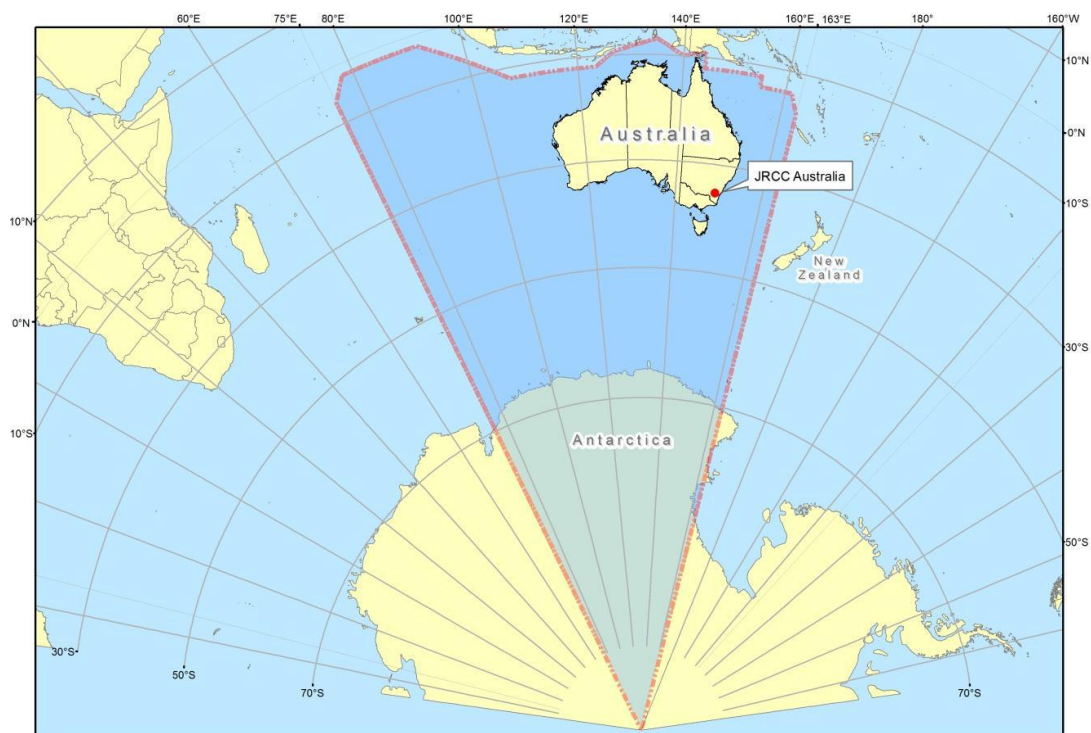 60°E
75°E
80°E
100°E
120°E
140°E
160°E
163°E
180°
160°W
10°N
0°N
10°S
30°S
50°S
70°S
10°N
0°N
10°S
30°S
50°S
70°S
Australia
JRCC Australia
New
Zealand
Antarctica